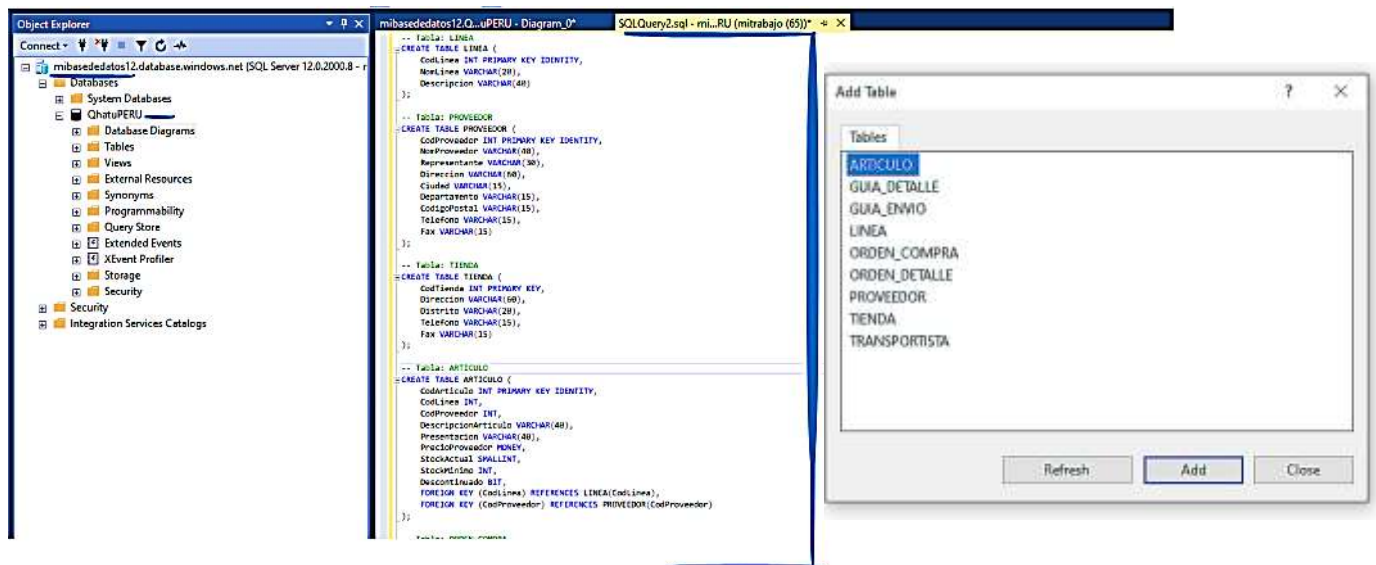 Object Explorer
Connect
mibasededatos12.database.windows.net (SQL Server 12.0.2000.8 - r
Databases
System Databases
QhatuPERU
Database Diagrams
Tables
Views
External Resources
Synonyms
Programmability
Query Store
Extended Events
XEvent Profiler
Storage
Security
Security
Integration Services Catalogs
mibasededatos12.Q...uPERU - Diagram_0*
SQLQuery2.sql - mi...RU (mitrabajo (65))*
-- Tabla: LINEA
CREATE TABLE LINEA (
CodLinea INT PRIMARY KEY IDENTITY,
NomLinea VARCHAR(20),
Descripcion VARCHAR(40)
);
-- Tabla: PROVEEDOR
CREATE TABLE PROVEEDOR (
CodProveedor INT PRIMARY KEY IDENTITY,
NomProveedor VARCHAR(40),
Representante VARCHAR(30),
Direccion VARCHAR(60),
Ciudad VARCHAR(15),
Departamento VARCHAR(15),
CodigoPostal VARCHAR(15),
Telefono VARCHAR(15),
Fax VARCHAR(15)
);
-- Tabla: TIENDA
CREATE TABLE TIENDA (
CodTienda INT PRIMARY KEY,
Direccion VARCHAR(60),
Distrito VARCHAR(20),
Telefono VARCHAR(15),
Fax VARCHAR(15)
);
-- Tabla: ARTICULO
CREATE TABLE ARTICULO (
CodArticulo INT PRIMARY KEY IDENTITY,
CodLinea INT,
CodProveedor INT,
DescripcionArticulo VARCHAR(40),
Presentacion VARCHAR(40),
PrecioProveedor MONEY,
StockActual SMALLINT,
StockMinimo INT,
Descontinuado BIT,
FOREIGN KEY (CodLinea) REFERENCES LINEA(CodLinea),
FOREIGN KEY (CodProveedor) REFERENCES PROVEEDOR(CodProveedor)
);
Add Table
? ×
Tables
ARTICULO
GUIA_DETALLE
GUIA_ENVIO
LINEA
ORDEN_COMPRA
ORDEN_DETALLE
PROVEEDOR
TIENDA
TRANSPORTISTA
Refresh
Add
Close